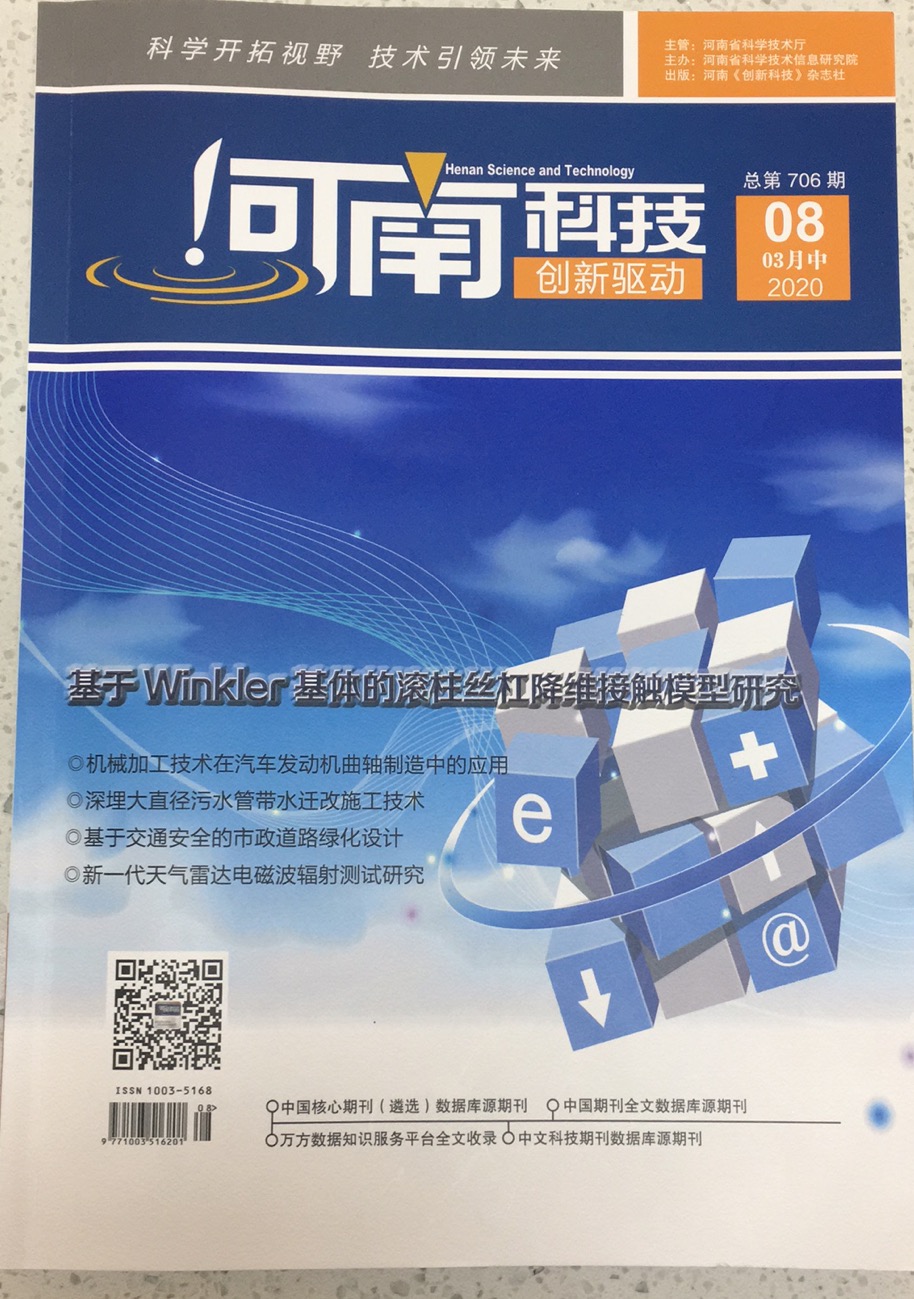 科学开拓视野 技术引领未来
主管：河南省科学技术厅
主办：河南省科学技术信息研究院
出版：河南《创新科技》杂志社
Henan Science and Technology
河南科技
创新驱动
总第 706 期
08
03月中
2020
基于 Winkler 基体的滚柱丝杠降维接触模型研究
◎机械加工技术在汽车发动机曲轴制造中的应用
◎深埋大直径污水管带水迁改施工技术
◎基于交通安全的市政道路绿化设计
◎新一代天气雷达电磁波辐射测试研究
e
@
ISSN 1003-5168
08>
9 771003 516201
中国核心期刊（遴选）数据库源期刊 中国期刊全文数据库源期刊
万方数据知识服务平台全文收录 中文科技期刊数据库源期刊